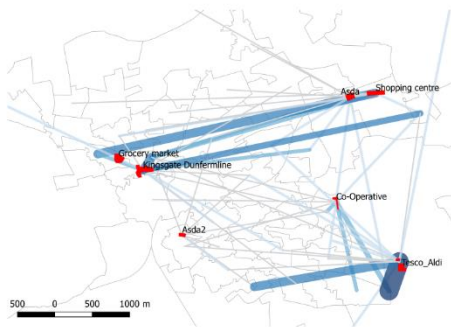 Asda
Shopping centre
Grocery market
Kingsgate Dunfermline
Co-Operative
Asda2
Tesco_Aldi
500 0 500 1000 m